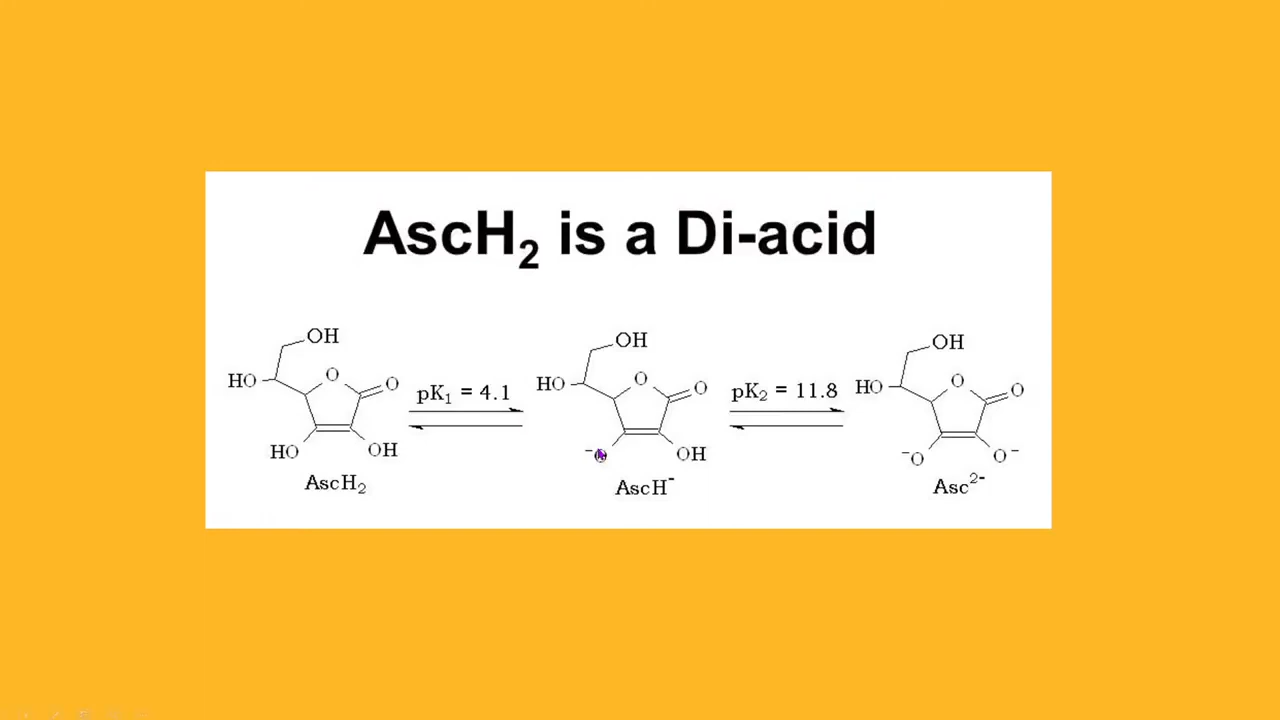 AscH₂ is a Di-acid
OH
HO
O
O
HO
OH
AscH₂
pK₁ = 4.1
OH
HO
O
O
⁻O
OH
AscH⁻
pK₂ = 11.8
OH
HO
O
O
⁻O
O⁻
Asc²⁻